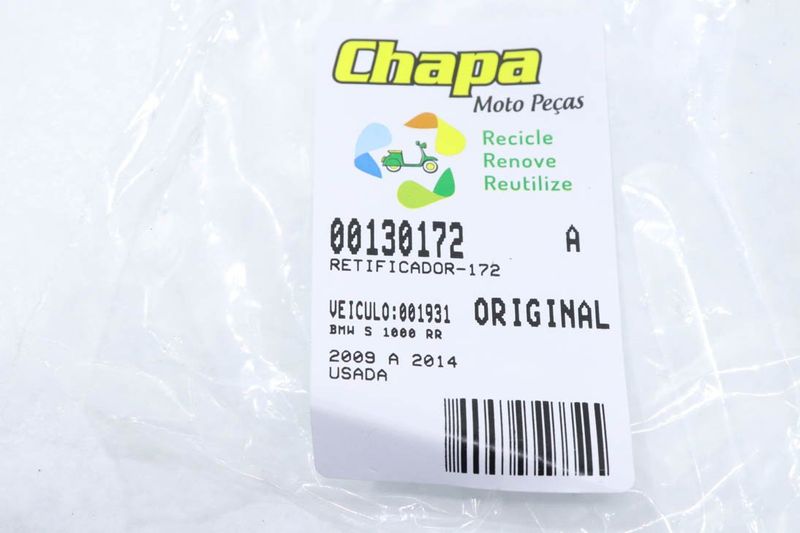 Chapa
Moto Peças
Recicle
Renove
Reutilize
00130172 A
RETIFICADOR-172
VEICULO:001931 ORIGINAL
BMW S 1000 RR
2009 A 2014
USADA